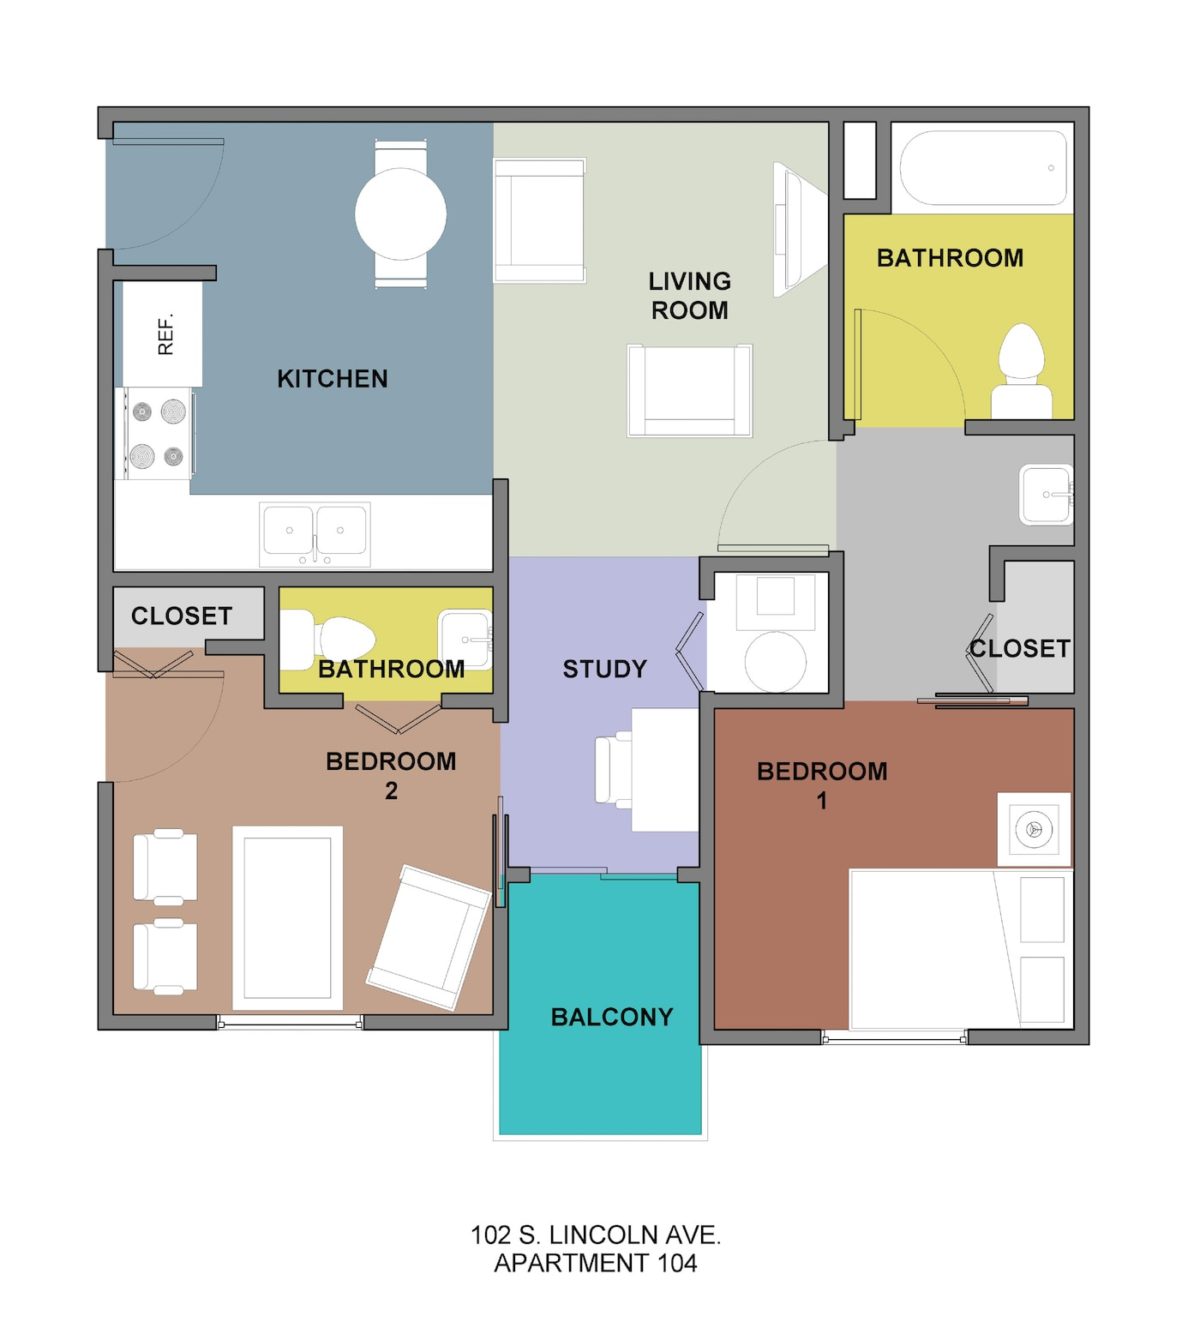 BATHROOM
LIVING
ROOM
REF.
KITCHEN
CLOSET
BATHROOM
STUDY
CLOSET
BEDROOM
2
BEDROOM
1
BALCONY
102 S. LINCOLN AVE.
APARTMENT 104